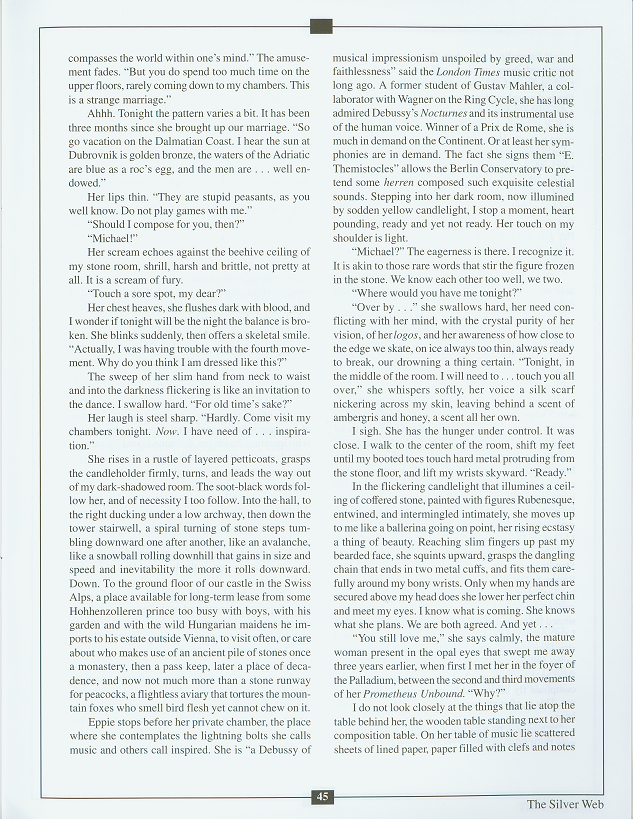 compasses the world within one's mind." The amuse-
ment fades. "But you do spend too much time on the
upper floors, rarely coming down to my chambers. This
is a strange marriage."
Ahhh. Tonight the pattern varies a bit. It has been
three months since she brought up our marriage. "So
go vacation on the Dalmatian Coast. I hear the sun at
Dubrovnik is golden bronze, the waters of the Adriatic
are blue as a roc's egg, and the men are . . . well en-
dowed."
Her lips thin. "They are stupid peasants, as you
well know. Do not play games with me."
"Should I compose for you, then?"
"Michael!"
Her scream echoes against the beehive ceiling of
my stone room, shrill, harsh and brittle, not pretty at
all. It is a scream of fury.
"Touch a sore spot, my dear?"
Her chest heaves, she flushes dark with blood, and
I wonder if tonight will be the night the balance is bro-
ken. She blinks suddenly, then offers a skeletal smile.
"Actually, I was having trouble with the fourth move-
ment. Why do you think I am dressed like this?"
The sweep of her slim hand from neck to waist
and into the darkness flickering is like an invitation to
the dance. I swallow hard. "For old time's sake?"
Her laugh is steel sharp. "Hardly. Come visit my
chambers tonight. Now. I have need of . . . inspira-
tion."
She rises in a rustle of layered petticoats, grasps
the candleholder firmly, turns, and leads the way out
of my dark-shadowed room. The soot-black words fol-
low her, and of necessity I too follow. Into the hall, to
the right ducking under a low archway, then down the
tower stairwell, a spiral turning of stone steps tum-
bling downward one after another, like an avalanche,
like a snowball rolling downhill that gains in size and
speed and inevitability the more it rolls downward.
Down. To the ground floor of our castle in the Swiss
Alps, a place available for long-term lease from some
Hohhenzolleren prince too busy with boys, with his
garden and with the wild Hungarian maidens he im-
ports to his estate outside Vienna, to visit often, or care
about who makes use of an ancient pile of stones once
a monastery, then a pass keep, later a place of deca-
dence, and now not much more than a stone runway
for peacocks, a flightless aviary that tortures the moun-
tain foxes who smell bird flesh yet cannot chew on it.
Eppie stops before her private chamber, the place
where she contemplates the lightning bolts she calls
music and others call inspired. She is "a Debussy of
musical impressionism unspoiled by greed, war and
faithlessness" said the London Times music critic not
long ago. A former student of Gustav Mahler, a col-
laborator with Wagner on the Ring Cycle, she has long
admired Debussy's Nocturnes and its instrumental use
of the human voice. Winner of a Prix de Rome, she is
much in demand on the Continent. Or at least her sym-
phonies are in demand. The fact she signs them "E.
Themistocles" allows the Berlin Conservatory to pre-
tend some herren composed such exquisite celestial
sounds. Stepping into her dark room, now illumined
by sodden yellow candlelight, I stop a moment, heart
pounding, ready and yet not ready. Her touch on my
shoulder is light.
"Michael?" The eagerness is there. I recognize it.
It is akin to those rare words that stir the figure frozen
in the stone. We know each other too well, we two.
"Where would you have me tonight?"
"Over by . . ." she swallows hard, her need con-
flicting with her mind, with the crystal purity of her
vision, of her logos, and her awareness of how close to
the edge we skate, on ice always too thin, always ready
to break, our drowning a thing certain. "Tonight, in
the middle of the room. I will need to . . . touch you all
over," she whispers softly, her voice a silk scarf
nickering across my skin, leaving behind a scent of
ambergris and honey, a scent all her own.
I sigh. She has the hunger under control. It was
close. I walk to the center of the room, shift my feet
until my booted toes touch hard metal protruding from
the stone floor, and lift my wrists skyward. "Ready."
In the flickering candlelight that illumines a ceil-
ing of coffered stone, painted with figures Rubenesque,
entwined, and intermingled intimately, she moves up
to me like a ballerina going on point, her rising ecstasy
a thing of beauty. Reaching slim fingers up past my
bearded face, she squints upward, grasps the dangling
chain that ends in two metal cuffs, and fits them care-
fully around my bony wrists. Only when my hands are
secured above my head does she lower her perfect chin
and meet my eyes. I know what is coming. She knows
what she plans. We are both agreed. And yet . . .
"You still love me," she says calmly, the mature
woman present in the opal eyes that swept me away
three years earlier, when first I met her in the foyer of
the Palladium, between the second and third movements
of her Prometheus Unbound. "Why?"
I do not look closely at the things that lie atop the
table behind her, the wooden table standing next to her
composition table. On her table of music lie scattered
sheets of lined paper, paper filled with clefs and notes
45
The Silver Web